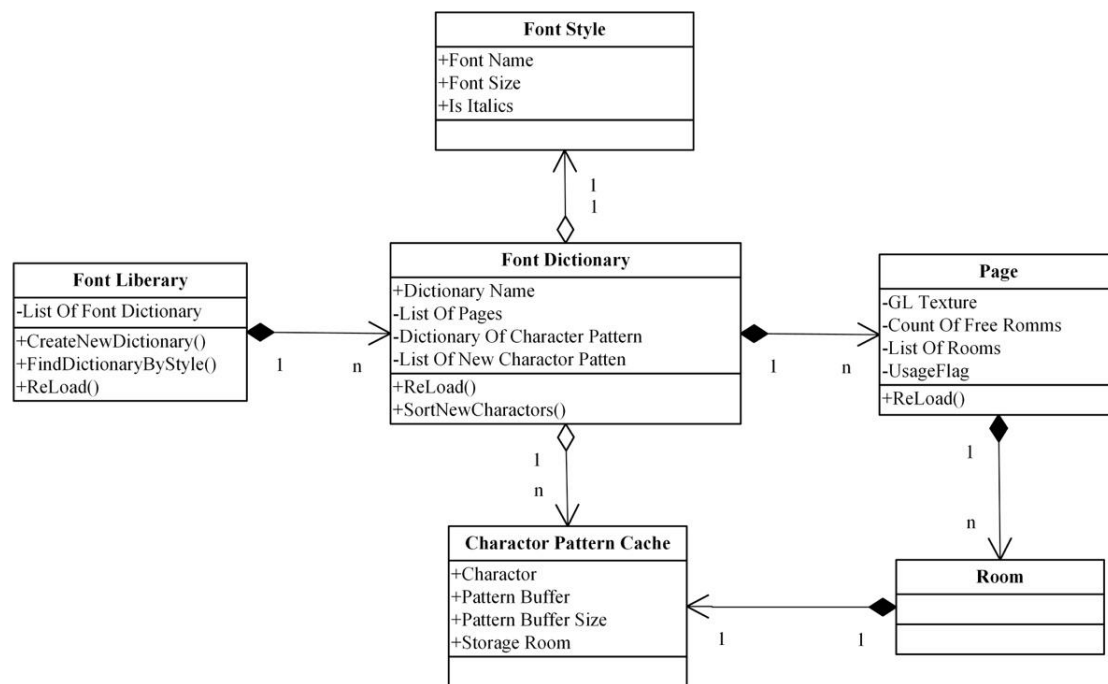 Font Style
+Font Name
+Font Size
+Is Italics
1
1
Font Liberary
-List Of Font Dictionary
+CreateNewDictionary()
+FindDictionaryByStyle()
+ReLoad()
1
n
Font Dictionary
+Dictionary Name
-List Of Pages
-Dictionary Of Character Pattern
-List Of New Charactor Patten
+ReLoad()
+SortNewCharactors()
1
n
Page
-GL Texture
-Count Of Free Romms
-List Of Rooms
-UsageFlag
+ReLoad()
1
n
1
n
Charactor Pattern Cache
+Charactor
+Pattern Buffer
+Pattern Buffer Size
+Storage Room
1
1
Room